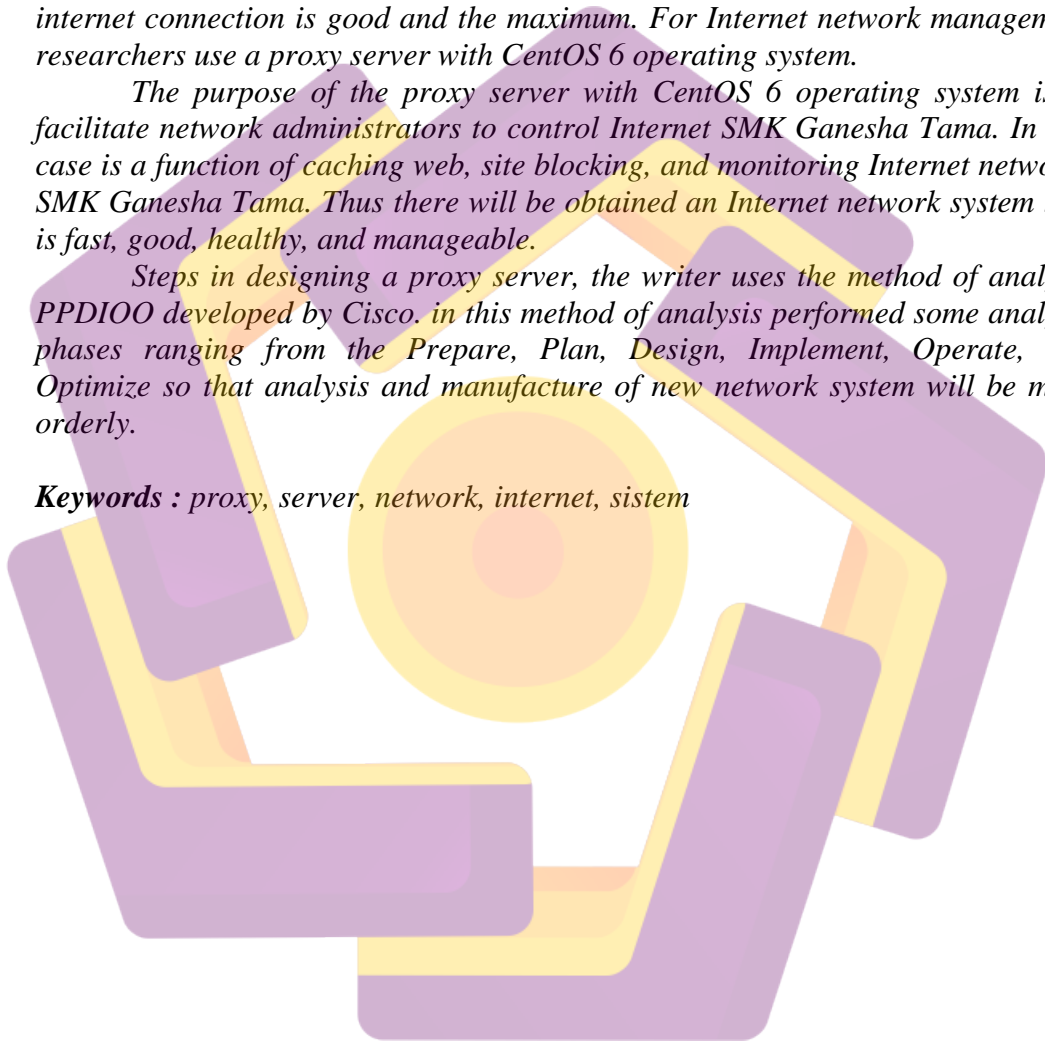 internet connection is good and the maximum. For Internet network managem
researchers use a proxy server with CentOS 6 operating system.
The purpose of the proxy server with CentOS 6 operating system is
facilitate network administrators to control Internet SMK Ganesha Tama. In
case is a function of caching web, site blocking, and monitoring Internet netwo
SMK Ganesha Tama. Thus there will be obtained an Internet network system
is fast, good, healthy, and manageable.
Steps in designing a proxy server, the writer uses the method of anal
PPDIOO developed by Cisco. in this method of analysis performed some anal
phases ranging from the Prepare, Plan, Design, Implement, Operate,
Optimize so that analysis and manufacture of new network system will be m
orderly.
Keywords : proxy, server, network, internet, sistem